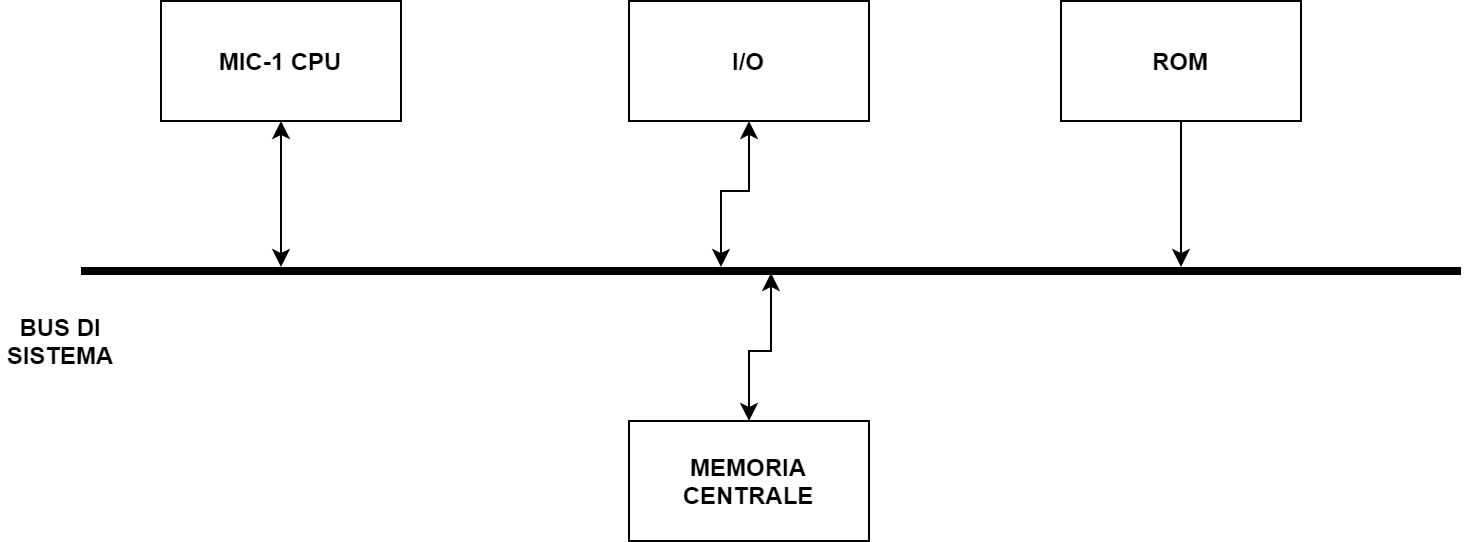 MIC-1 CPU
I/O
ROM
BUS DI
SISTEMA
MEMORIA
CENTRALE